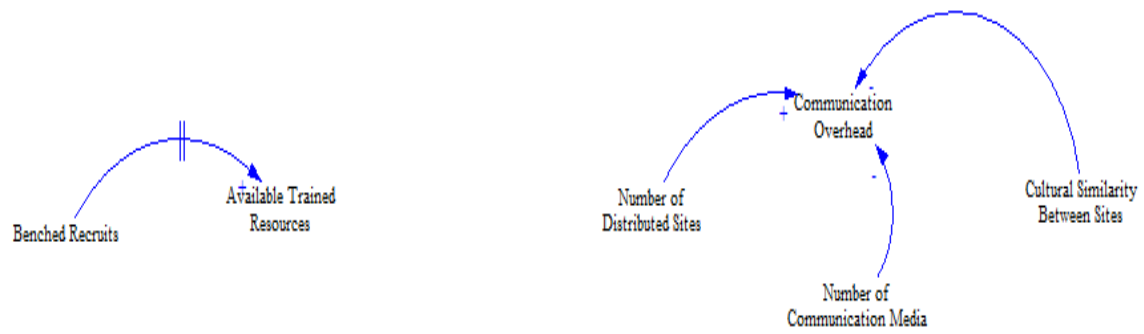 Benched Recruits
+
Available Trained
Resources
Number of
Distributed Sites
+
-
Communication
Overhead
-
Number of
Communication Media
Cultural Similarity
Between Sites